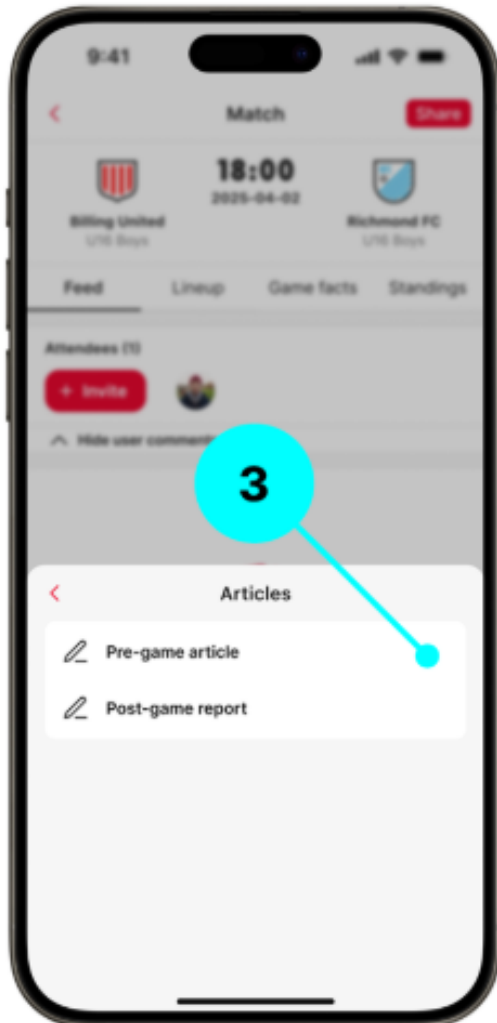 9:41
Match
Share
18:00
2025-04-02
Billing United
U16 Boys
Richmond FC
U16 Boys
Feed
Lineup
Game facts
Standings
Attendees (1)
+ Invite
Hide user comments
3
Articles
Pre-game article
Post-game report